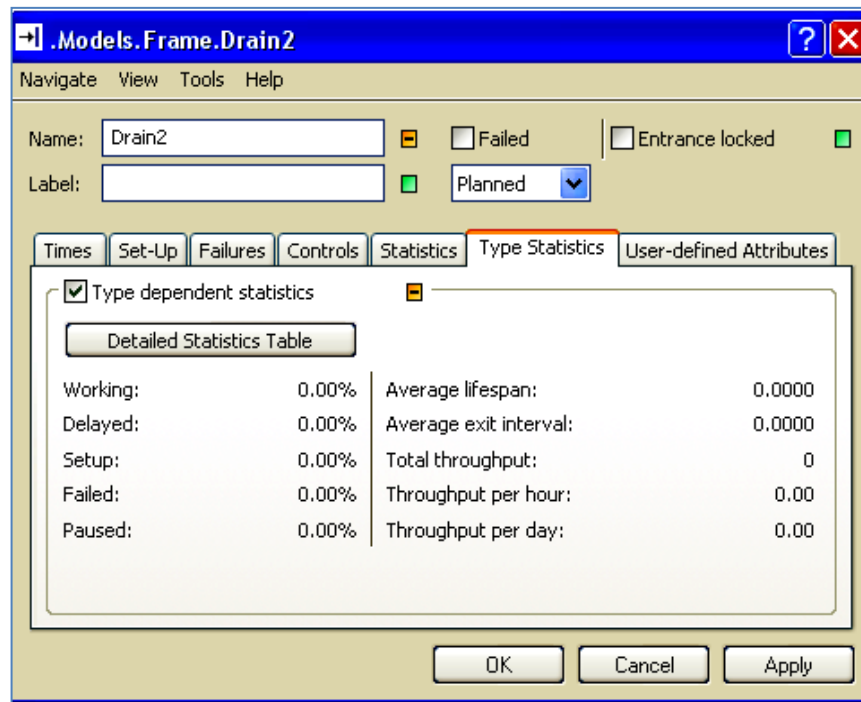 .Models.Frame.Drain2
Navigate View Tools Help
Name: Drain2 Failed Entrance locked
Label: Planned
Times Set-Up Failures Controls Statistics Type Statistics User-defined Attributes
Type dependent statistics
Detailed Statistics Table
Working: 0.00% Average lifespan: 0.0000
Delayed: 0.00% Average exit interval: 0.0000
Setup: 0.00% Total throughput: 0
Failed: 0.00% Throughput per hour: 0.00
Paused: 0.00% Throughput per day: 0.00
OK Cancel Apply